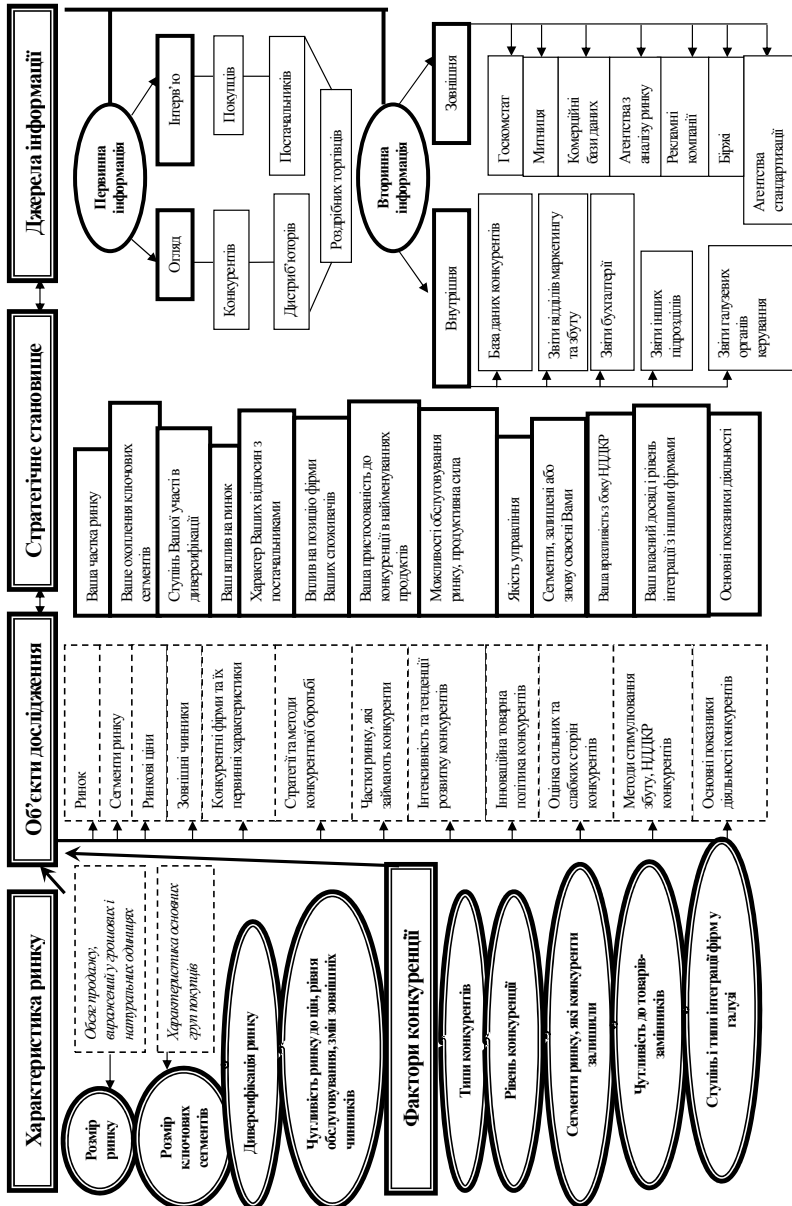 Характеристика ринку
Об’єкти дослідження
Стратегічне становище
Джерела інформації
Розмір
ринку
Обсяг продажу,
виражений у грошових і
натуральних одиницях
Розмір
ключових
сегментів
Характеристика основних
груп покупців
Диверсифікація ринку
Чутливість ринку до цін, рівня
обслуговування, змін зовнішніх
чинників
Фактори конкуренції
Типи конкурентів
Рівень конкуренції
Сегменти ринку, які конкуренти
залишили
Чутливість до товарів-
замінників
Ступінь і типи інтеграції фірм у
галузі
Ринок
Сегменти ринку
Ринкові ціни
Зовнішні чинники
Конкурентні фірми та їх
первинні характеристики
Стратегії та методи
конкурентної боротьбі
Частки ринку, які
займають конкуренти
Інтенсивність та тенденції
розвитку конкурентів
Інноваційна товарна
політика конкурентів
Оцінка сильних та
слабких сторін
конкурентів
Методи стимулювання
збуту, НДДКР
конкурентів
Основні показники
діяльності конкурентів
Ваша частка ринку
Ваше охоплення ключових
сегментів
Ступінь Вашої участі в
диверсифікації
Ваш вплив на ринок
Характер Ваших відносин з
постачальниками
Вплив на позицію фірми
Ваших споживачів
Ваша пристосованість до
конкуренції в найменуваннях
продуктів
Можливості обслуговування
ринку, продуктивна сила
Якість управління
Сегменти, залишені або
знову освоєні Вами
Ваша вразливість з боку НДДКР
Ваш власний досвід і рівень
інтеграції з іншими фірмами
Основні показники діяльності
Первинна
інформація
Огляд
Інтерв’ю
Конкурентів
Покупців
Дистриб’юторів
Постачальників
Роздрібних торгівців
Вторинна
інформація
Внутрішня
Зовнішня
База даних конкурентів
Звіти відділів маркетингу
та збуту
Звіти бухгалтерії
Звіти інших
підрозділів
Звіти галузевих
органів
керування
Госкомстат
Митниця
Комерційні
бази даних
Агентства з
аналізу ринку
Рекламні
компанії
Біржі
Агентства
стандартизації